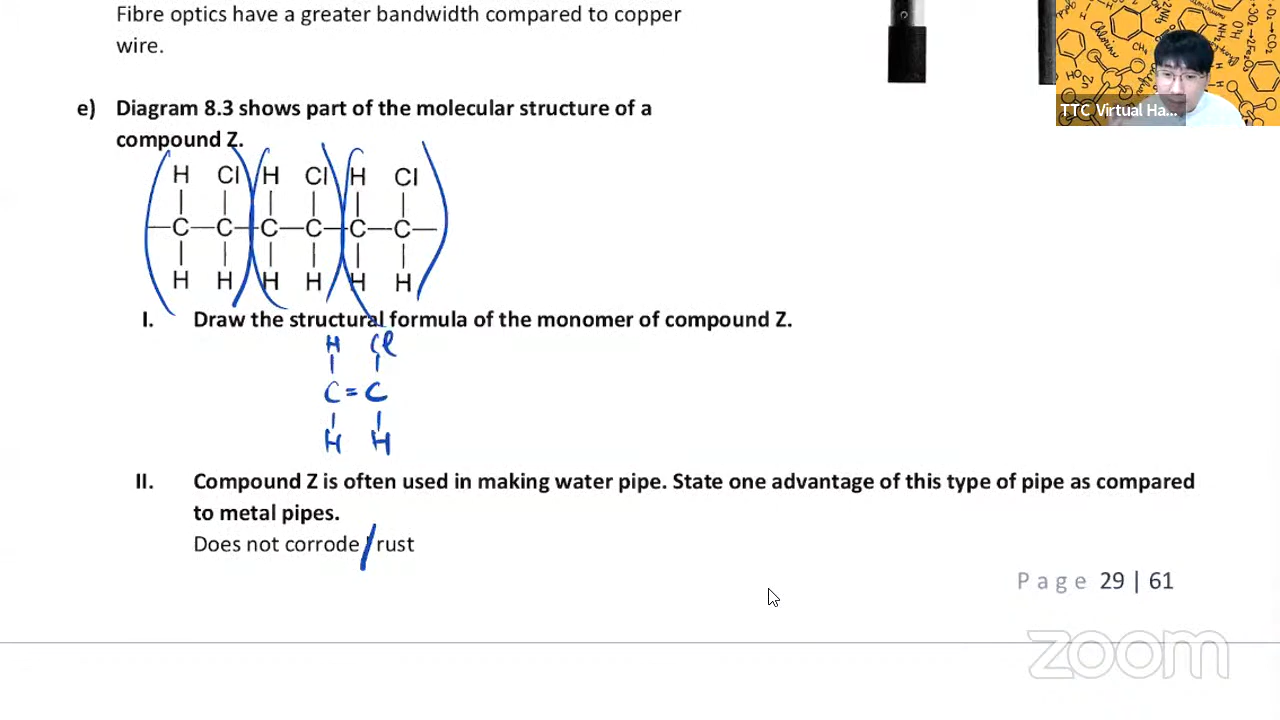 Fibre optics have a greater bandwidth compared to copper
wire.
e) Diagram 8.3 shows part of the molecular structure of a
compound Z.
H Cl H Cl H Cl
C C C C C C
H H H H H H
I. Draw the structural formula of the monomer of compound Z.
H Cl
C = C
H H
II. Compound Z is often used in making water pipe. State one advantage of this type of pipe as compared
to metal pipes.
Does not corrode/rust
Page 29 | 61
zoom
TTC Virtual Ha...